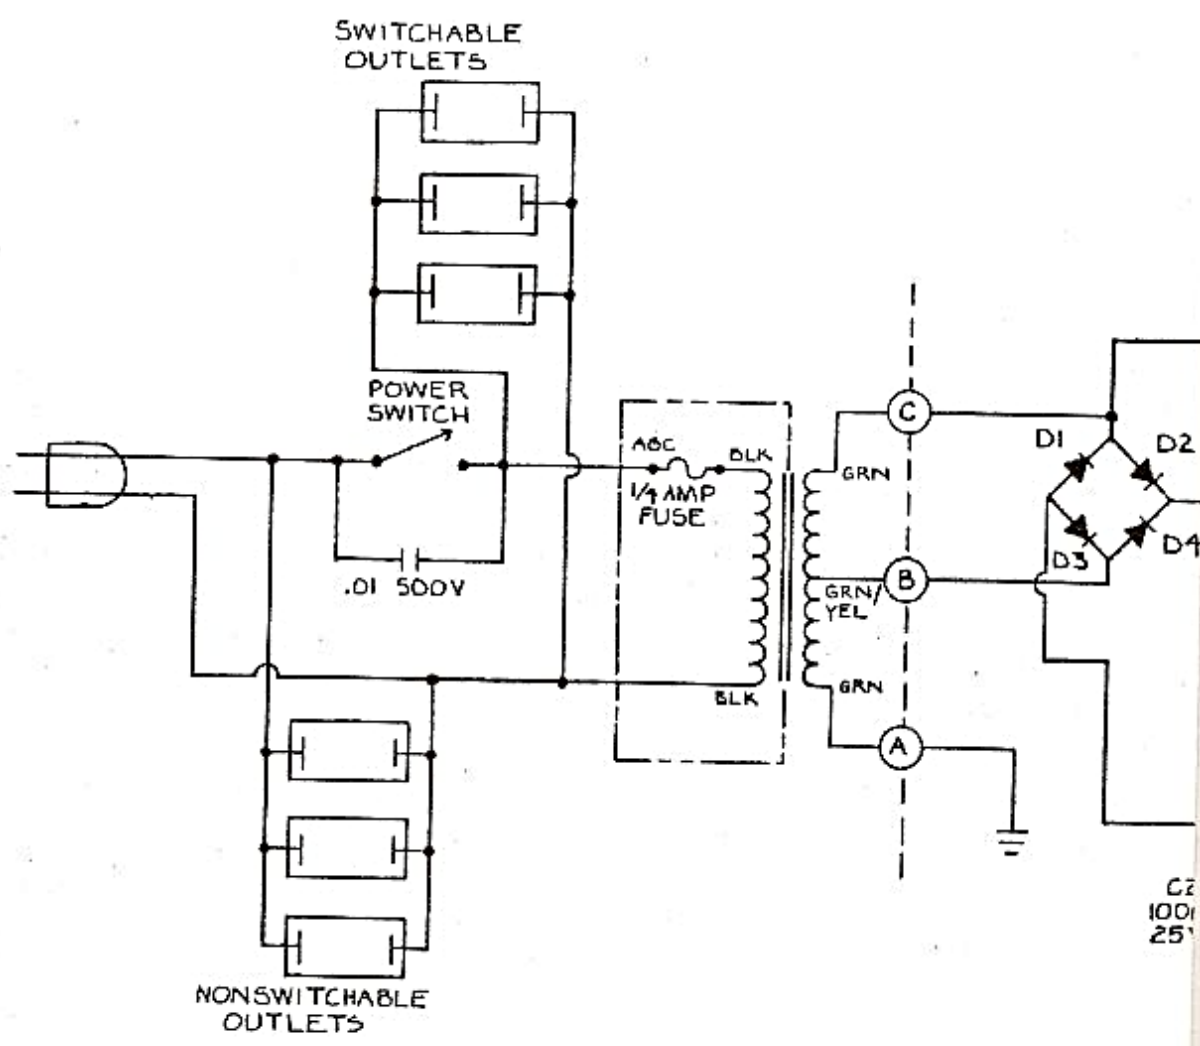 SWITCHABLE
OUTLETS
POWER
SWITCH
AGC
BLK
1/4 AMP
FUSE
.01 500V
BLK
GRN
GRN/
YEL
GRN
C
B
A
D1
D2
D3
D4
NONSWITCHABLE
OUTLETS